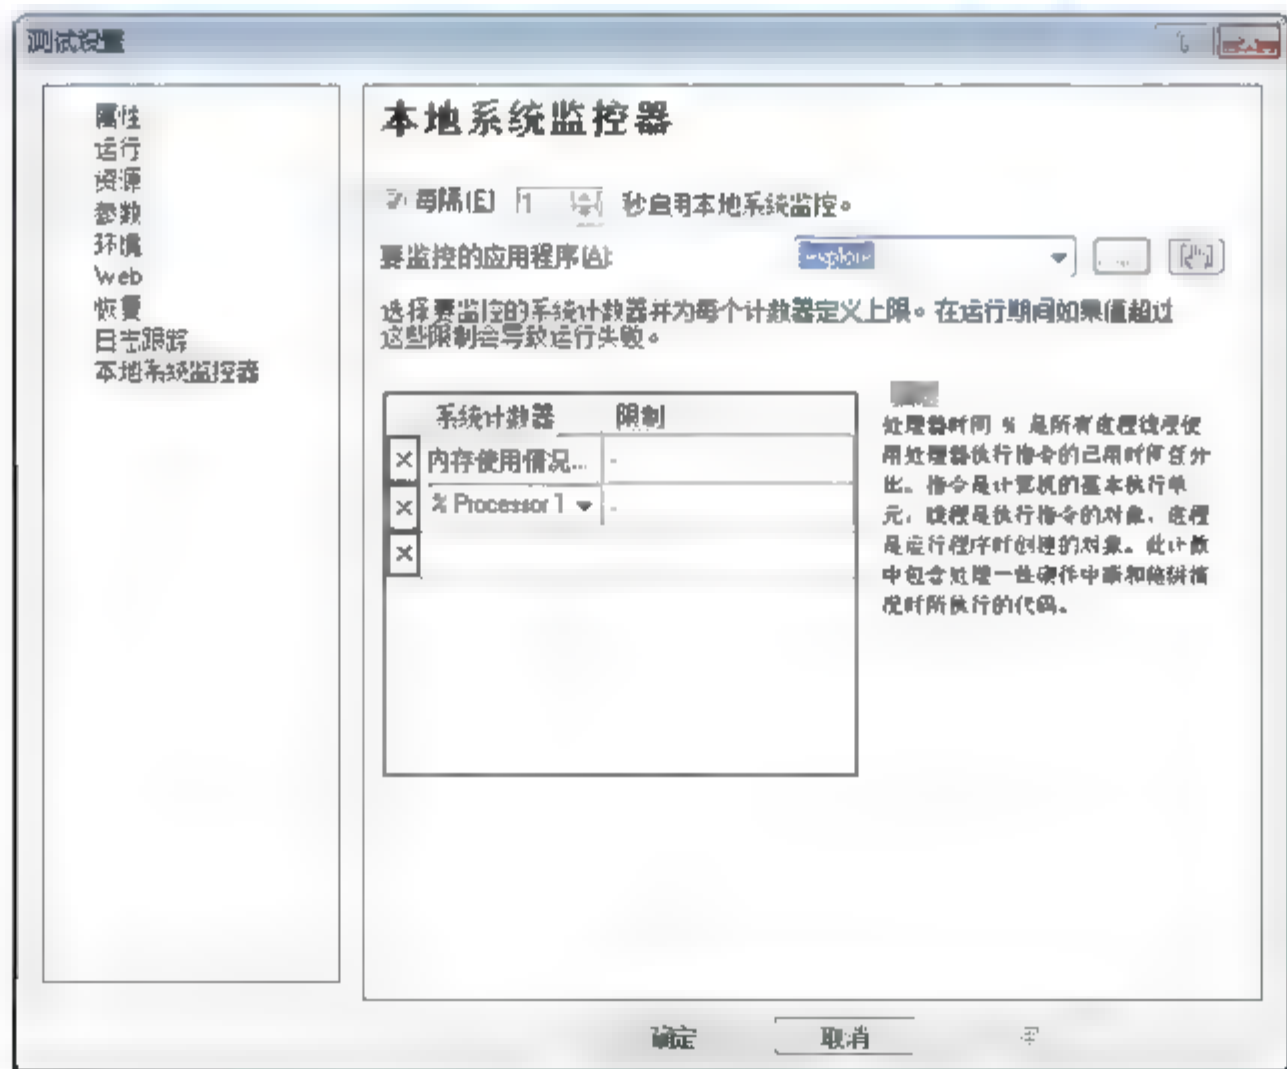 测试设置
属性
运行
资源
参数
环境
Web
恢复
日志跟踪
本地系统监控器
本地系统监控器
每隔(E) 1 秒启用本地系统监控。
要监控的应用程序(A):
选择要监控的系统计数器并为每个计数器定义上限。在运行期间如果值超过
这些限制会导致运行失败。
系统计数器 限制
内存使用情况... -
% Processor T -
处理器时间 % 是所有进程线程使
用处理器执行指令的已用时间百分
比。指令是计算机的基本执行单
元，线程是执行指令的对象，进程
是运行程序时创建的对象。此计数
中包含处理一些硬件中断和陷阱情
况时所执行的代码。
确定 取消